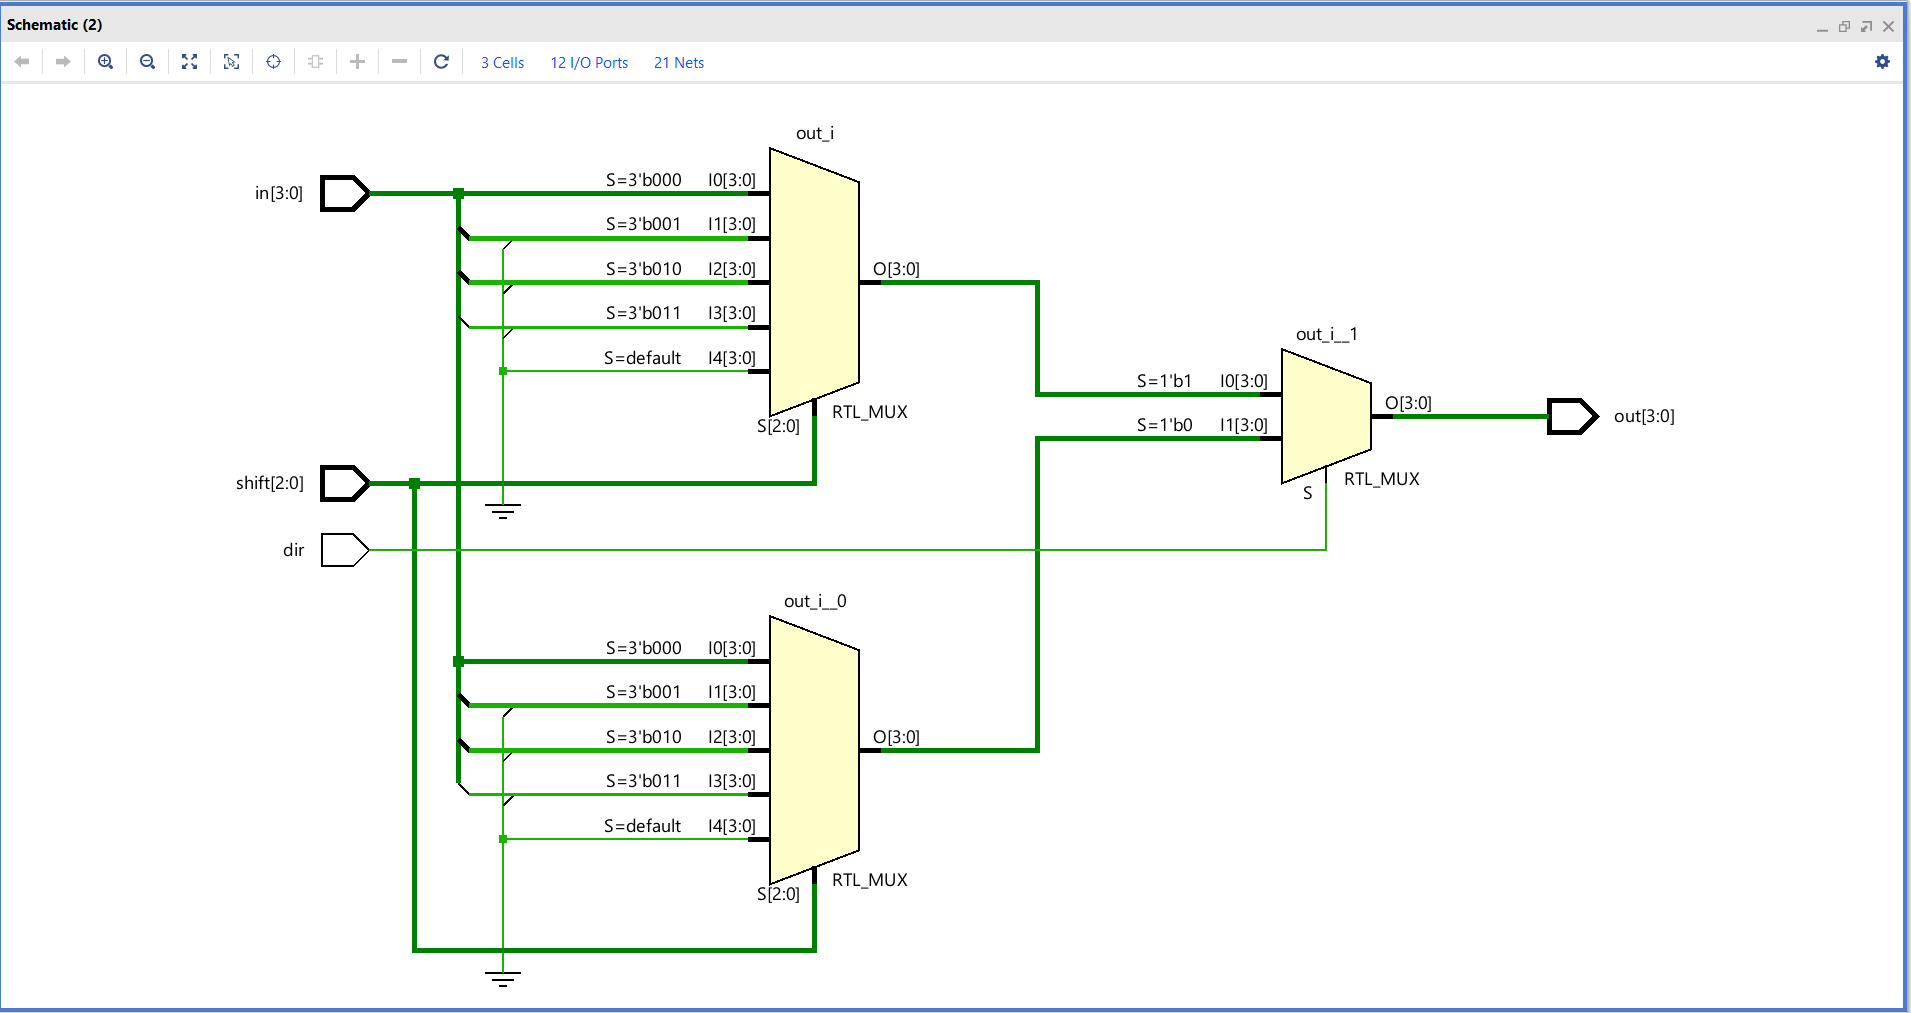 Schematic (2)
3 Cells 12 I/O Ports 21 Nets
out_i
in[3:0]
S=3'b000 I0[3:0]
S=3'b001 I1[3:0]
S=3'b010 I2[3:0]
S=3'b011 I3[3:0]
S=default I4[3:0]
O[3:0]
S[2:0]
RTL_MUX
shift[2:0]
dir
out_i__1
S=1'b1 I0[3:0]
S=1'b0 I1[3:0]
O[3:0]
S
RTL_MUX
out[3:0]
out_i__0
S=3'b000 I0[3:0]
S=3'b001 I1[3:0]
S=3'b010 I2[3:0]
S=3'b011 I3[3:0]
S=default I4[3:0]
O[3:0]
S[2:0]
RTL_MUX